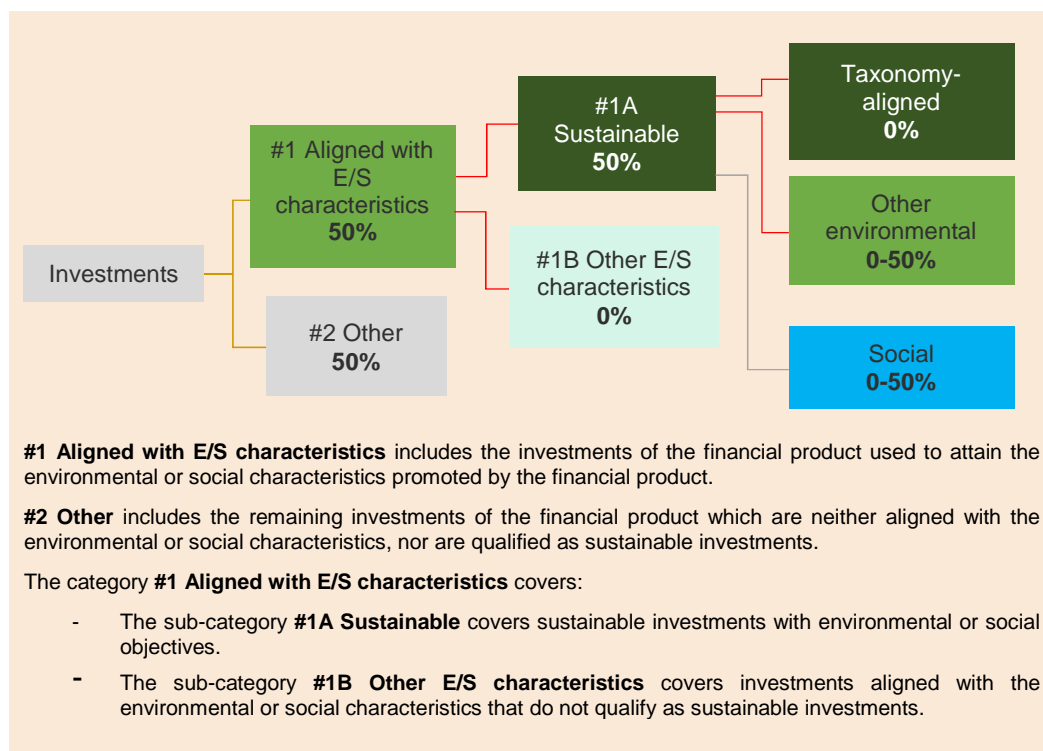 Investments
#1 Aligned with
E/S
characteristics
50%
#2 Other
50%
#1A
Sustainable
50%
#1B Other E/S
characteristics
0%
Taxonomy-
aligned
0%
Other
environmental
0-50%
Social
0-50%
#1 Aligned with E/S characteristics includes the investments of the financial product used to attain the
environmental or social characteristics promoted by the financial product.
#2 Other includes the remaining investments of the financial product which are neither aligned with the
environmental or social characteristics, nor are qualified as sustainable investments.
The category #1 Aligned with E/S characteristics covers:
- The sub-category #1A Sustainable covers sustainable investments with environmental or social
objectives.
- The sub-category #1B Other E/S characteristics covers investments aligned with the
environmental or social characteristics that do not qualify as sustainable investments.